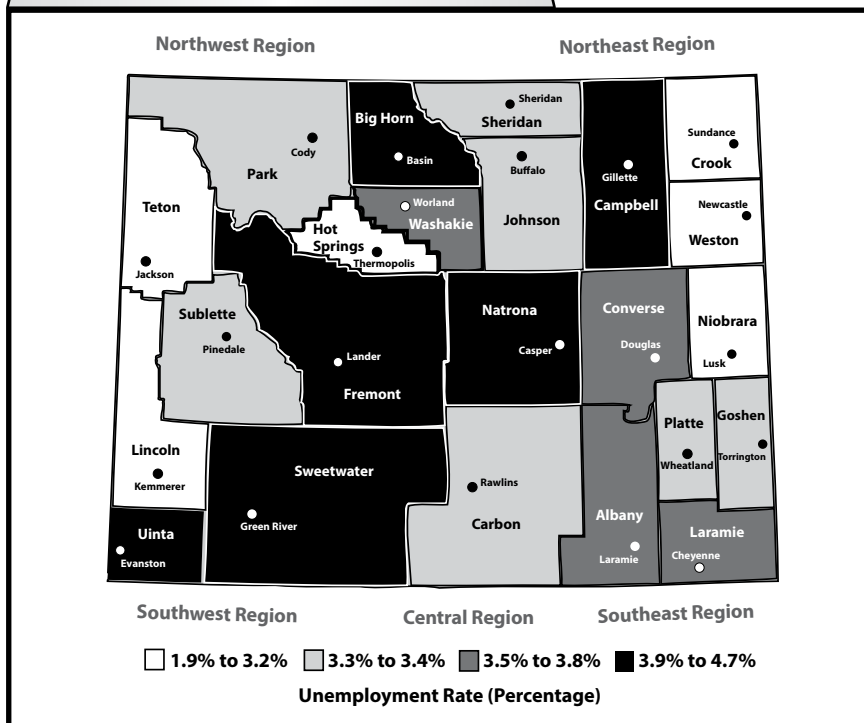 Northwest Region
Northeast Region
Big Horn
Basin
Sheridan
Sheridan
Cody
Park
Buffalo
Johnson
Gillette
Campbell
Sundance
Crook
Newcastle
Weston
Teton
Jackson
Worland
Washakie
Hot
Springs
Thermopolis
Sublette
Pinedale
Lander
Fremont
Natrona
Casper
Converse
Douglas
Niobrara
Lusk
Lincoln
Kemmerer
Sweetwater
Green River
Rawlins
Carbon
Platte
Wheatland
Goshen
Torrington
Uinta
Evanston
Albany
Laramie
Laramie
Cheyenne
Southwest Region
Central Region
Southeast Region
1.9% to 3.2%
3.3% to 3.4%
3.5% to 3.8%
3.9% to 4.7%
Unemployment Rate (Percentage)